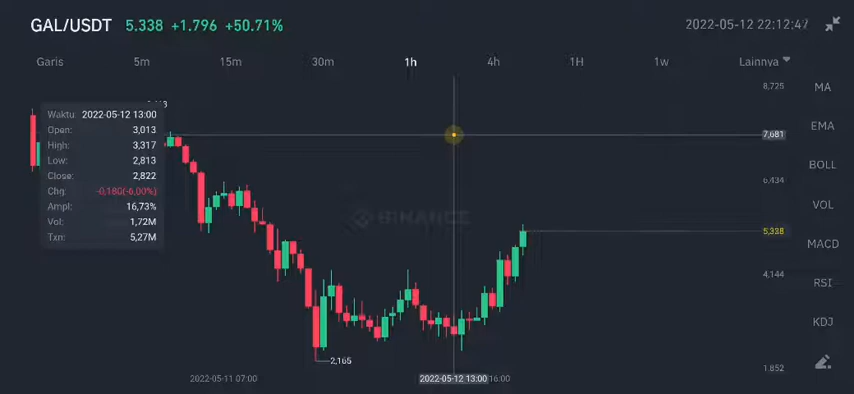 GAL/USDT 5.338 +1.796 +50.71% 2022-05-12 22:12:47
Garis 5m 15m 30m 1h 4h 1H 1w Lainnya
MA
EMA
BOLL
VOL
MACD
RSI
KDJ
8,725
7,681
6,434
5,338
4,144
1,852
Waktu 2022-05-12 13:00
Open: 3,013
High: 3,317
Low: 2,813
Close: 2,822
Chg: -0,180(-6,00%)
Ampl: 16,73%
Vol: 1,72M
Txn: 5,27M
BINANCE
2,165
2022-05-11 07:00 2022-05-12 13:00 16:00